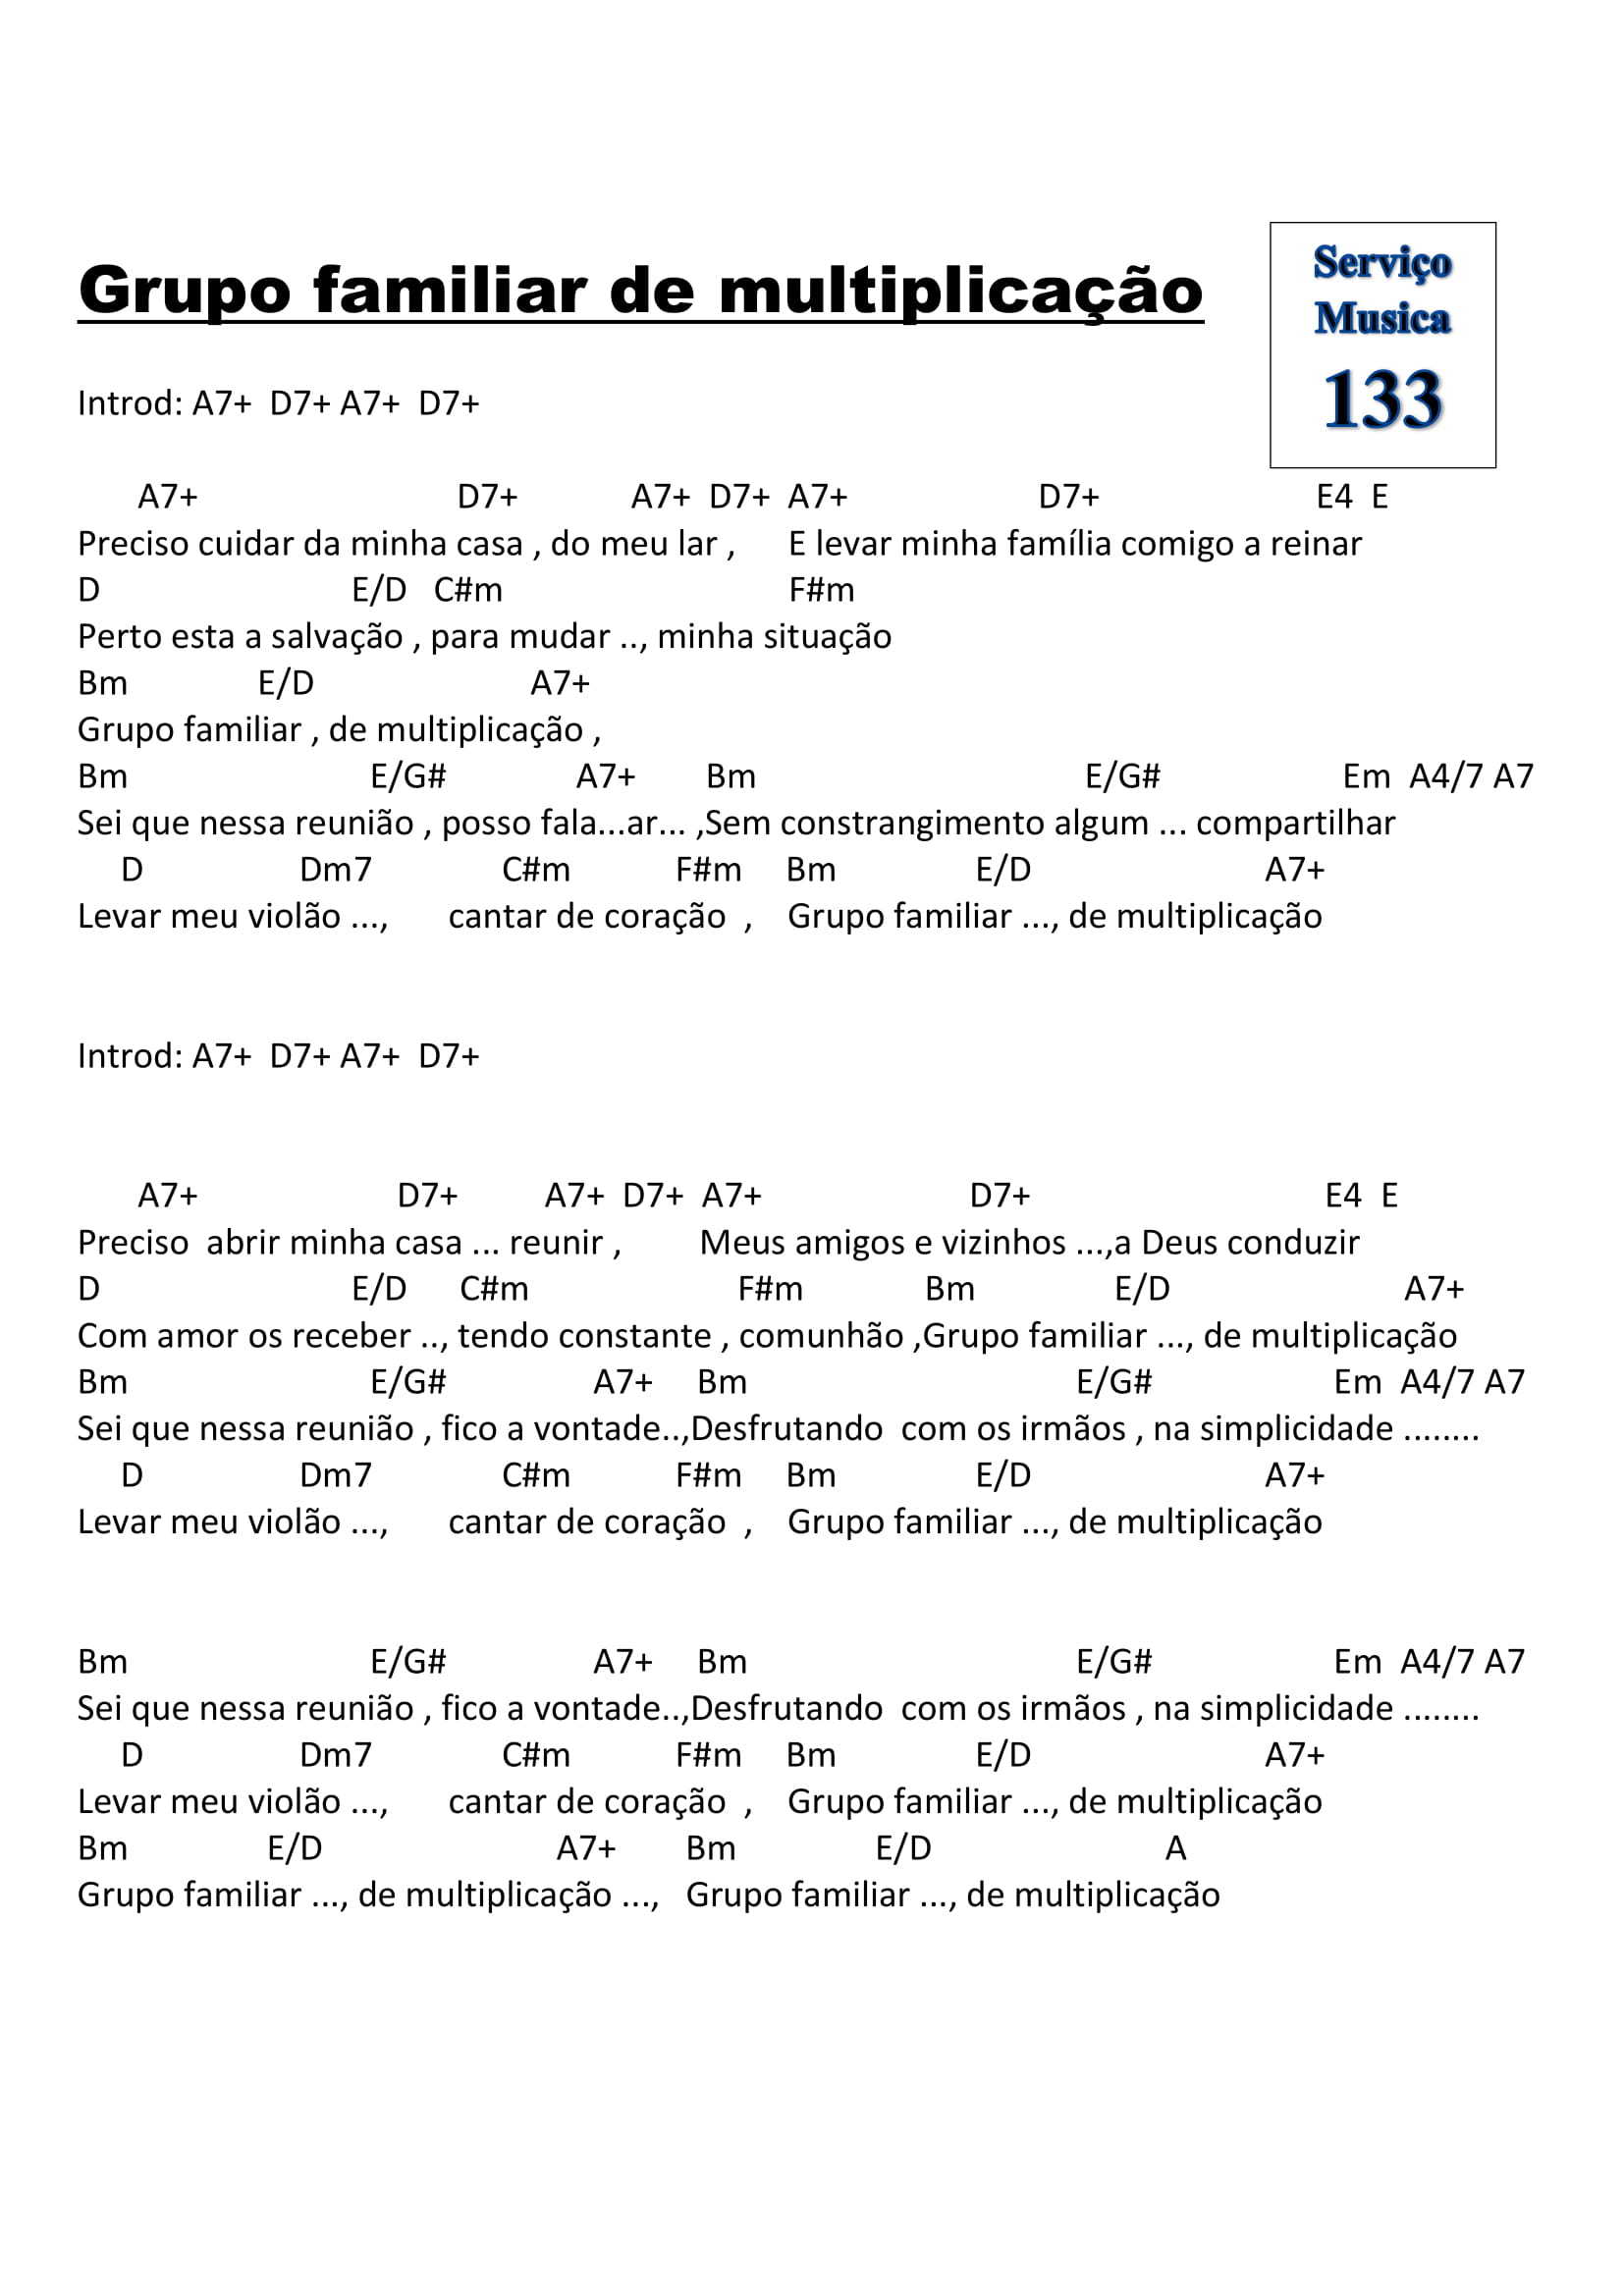 Grupo familiar de multiplicação
Serviço
Musica
133
Introd: A7+ D7+ A7+ D7+
A7+ D7+ A7+ D7+ A7+ D7+ E4 E
Preciso cuidar da minha casa , do meu lar , E levar minha família comigo a reinar
D E/D C#m F#m
Perto esta a salvação , para mudar .., minha situação
Bm E/D A7+
Grupo familiar , de multiplicação ,
Bm E/G# A7+ Bm E/G# Em A4/7 A7
Sei que nessa reunião , posso fala...ar... ,Sem constrangimento algum ... compartilhar
D Dm7 C#m F#m Bm E/D A7+
Levar meu violão ..., cantar de coração , Grupo familiar ..., de multiplicação
Introd: A7+ D7+ A7+ D7+
A7+ D7+ A7+ D7+ A7+ D7+ E4 E
Preciso abrir minha casa ... reunir , Meus amigos e vizinhos ...,a Deus conduzir
D E/D C#m F#m Bm E/D A7+
Com amor os receber .., tendo constante , comunhão ,Grupo familiar ..., de multiplicação
Bm E/G# A7+ Bm E/G# Em A4/7 A7
Sei que nessa reunião , fico a vontade..,Desfrutando com os irmãos , na simplicidade ........
D Dm7 C#m F#m Bm E/D A7+
Levar meu violão ..., cantar de coração , Grupo familiar ..., de multiplicação
Bm E/G# A7+ Bm E/G# Em A4/7 A7
Sei que nessa reunião , fico a vontade..,Desfrutando com os irmãos , na simplicidade ........
D Dm7 C#m F#m Bm E/D A7+
Levar meu violão ..., cantar de coração , Grupo familiar ..., de multiplicação
Bm E/D A7+ Bm E/D A
Grupo familiar ..., de multiplicação ..., Grupo familiar ..., de multiplicação